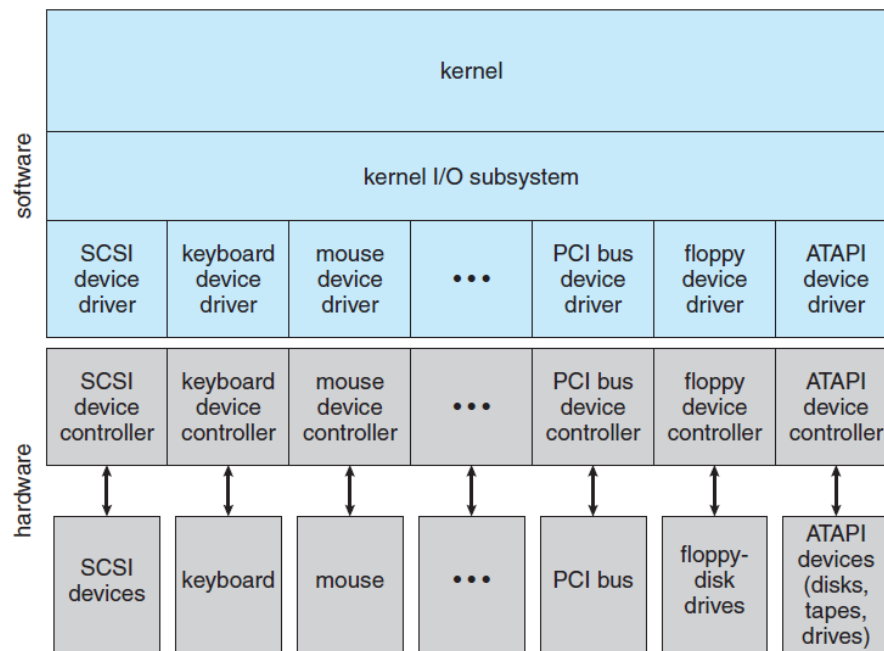 kernel
kernel I/O subsystem
software
SCSI
device
driver
keyboard
device
driver
mouse
device
driver
•••
PCI bus
device
driver
floppy
device
driver
ATAPI
device
driver
hardware
SCSI
device
controller
keyboard
device
controller
mouse
device
controller
•••
PCI bus
device
controller
floppy
device
controller
ATAPI
device
controller
SCSI
devices
keyboard
mouse
•••
PCI bus
floppy-
disk
drives
ATAPI
devices
(disks,
tapes,
drives)